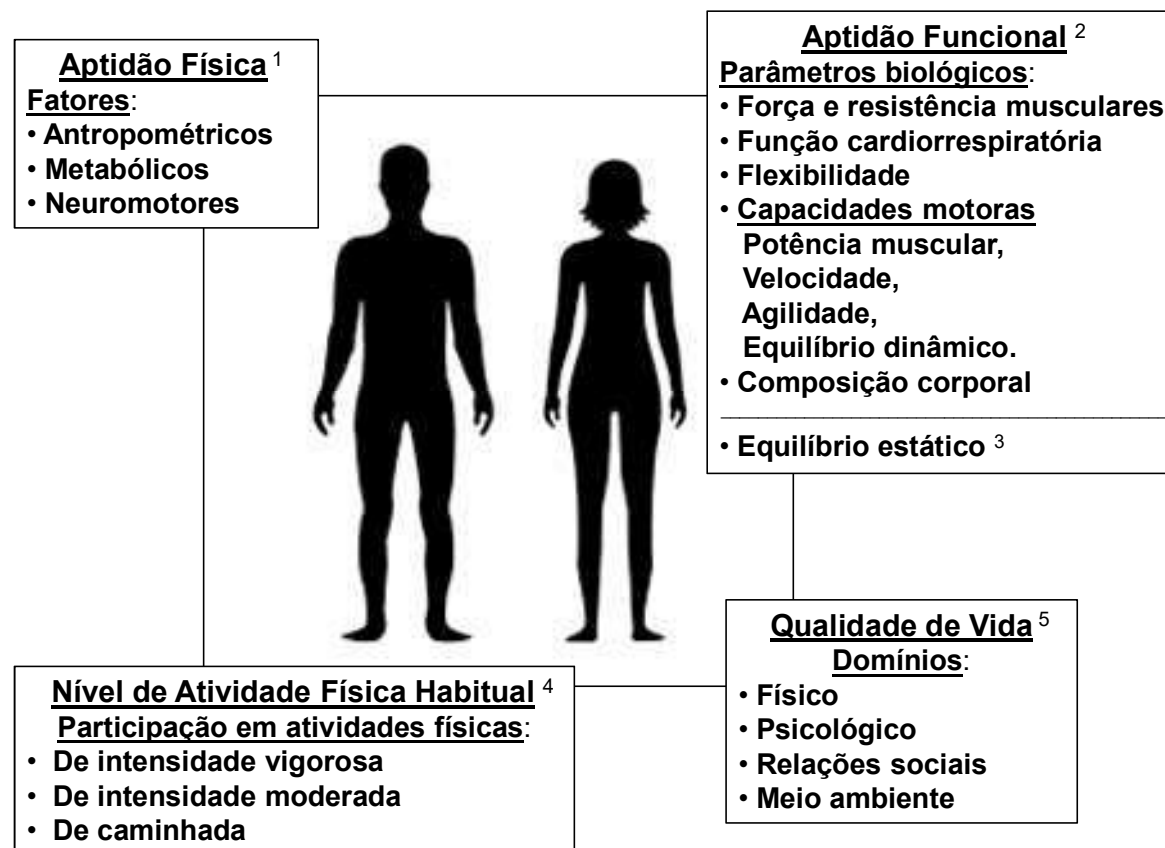 Aptidão Física 1
Fatores:
• Antropométricos
• Metabólicos
• Neuromotores
Aptidão Funcional 2
Parâmetros biológicos:
• Força e resistência musculares
• Função cardiorrespiratória
• Flexibilidade
• Capacidades motoras
Potência muscular,
Velocidade,
Agilidade,
Equilíbrio dinâmico.
• Composição corporal
• Equilíbrio estático 3
Nível de Atividade Física Habitual 4
Participação em atividades físicas:
• De intensidade vigorosa
• De intensidade moderada
• De caminhada
Qualidade de Vida 5
Domínios:
• Físico
• Psicológico
• Relações sociais
• Meio ambiente